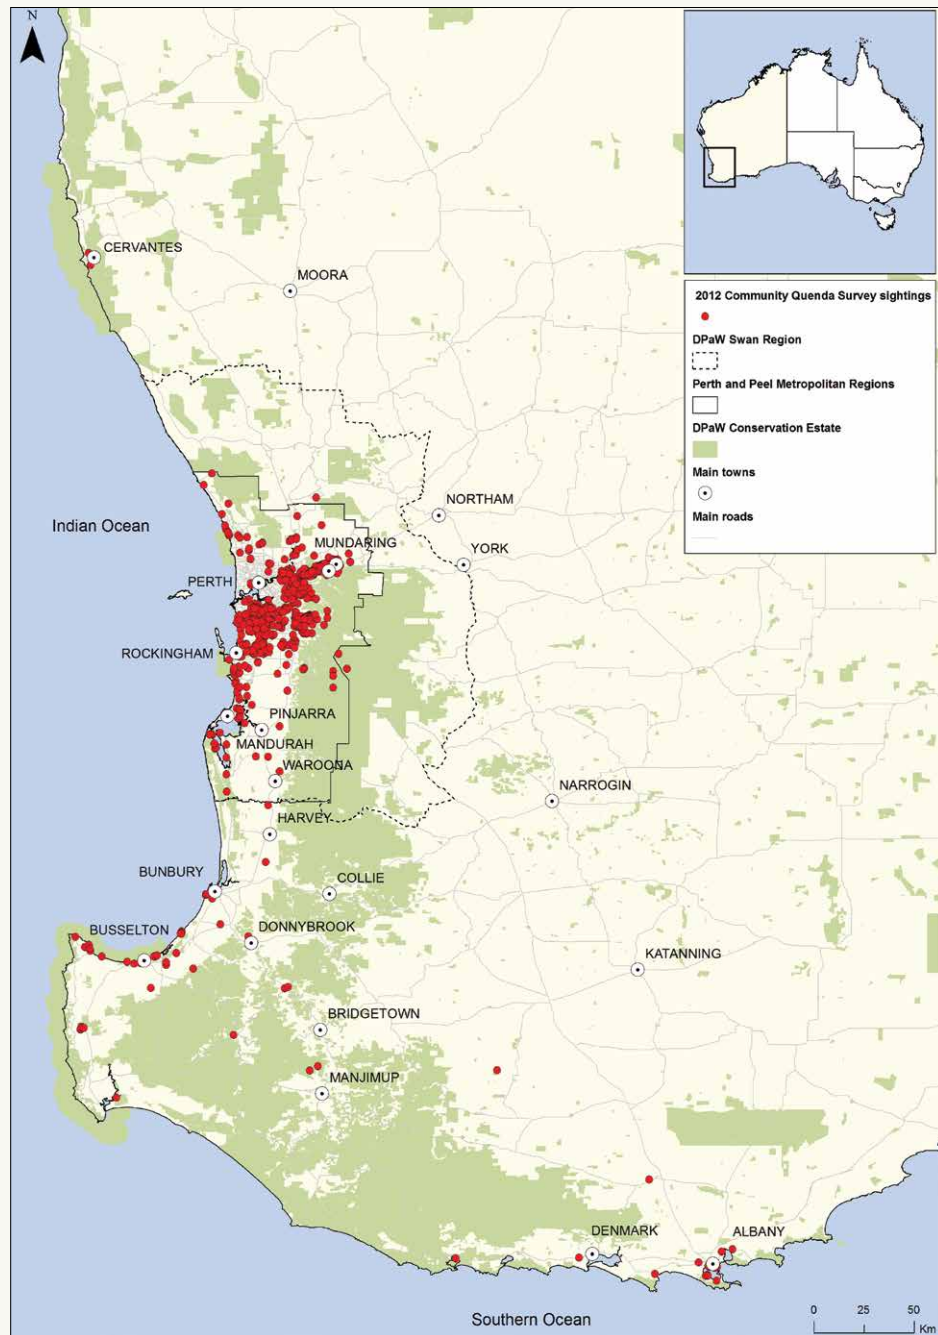 N
CERVANTES
MOORA
2012 Community Quenda Survey sightings
DPaW Swan Region
Perth and Peel Metropolitan Regions
DPaW Conservation Estate
Main towns
Main roads
NORTHAM
Indian Ocean
MUNDARING
YORK
PERTH
ROCKINGHAM
PINJARRA
MANDURAH
WAROONA
NARROGIN
HARVEY
BUNBURY
COLLIE
BUSSELTON
DONNYBROOK
KATANNING
BRIDGETOWN
MANJIMUP
DENMARK
ALBANY
Southern Ocean
0 25 50
Km